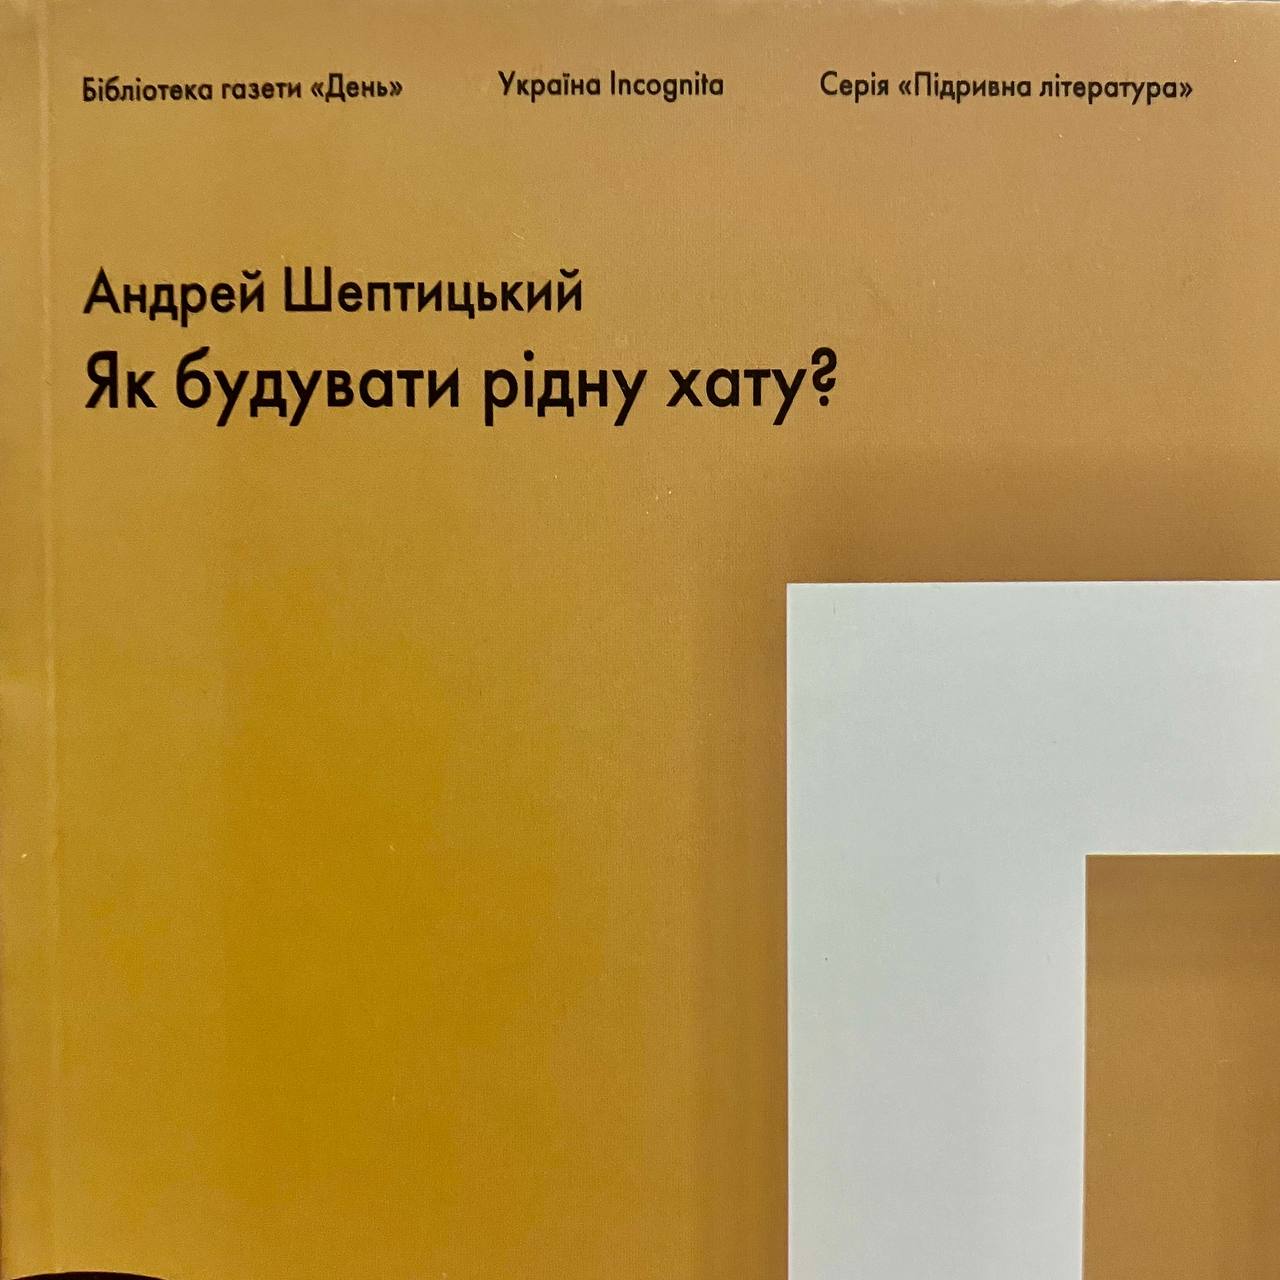 Бібліотека газети «День» Україна Incognita Серія «Підривна література»
Андрей Шептицький
Як будувати рідну хату?